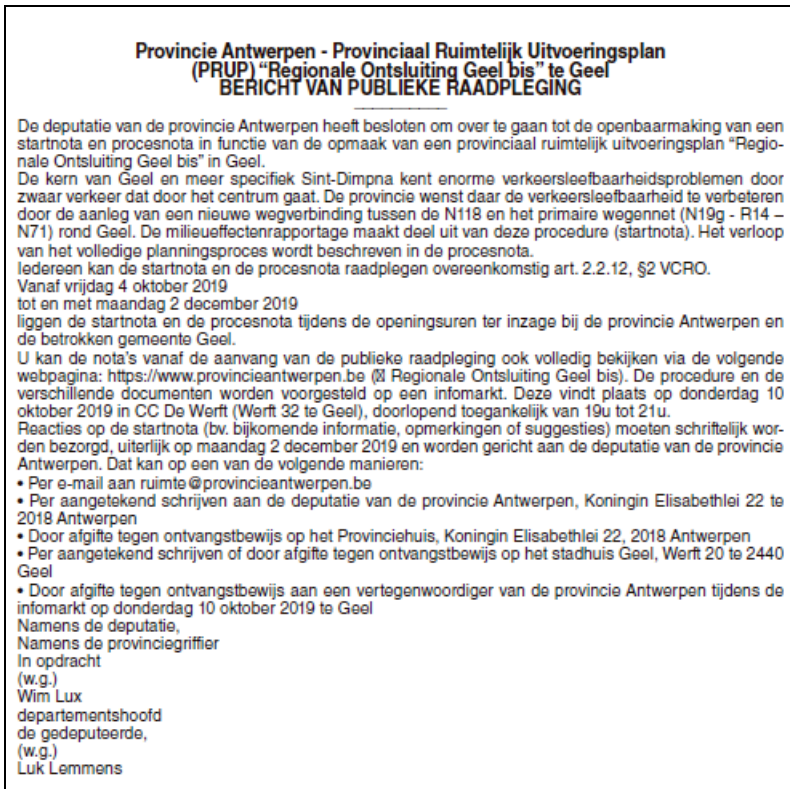 Provincie Antwerpen - Provinciaal Ruimtelijk Uitvoeringsplan
(PRUP) “Regionale Ontsluiting Geel bis” te Geel
BERICHT VAN PUBLIEKE RAADPLEGING
De deputatie van de provincie Antwerpen heeft besloten om over te gaan tot de openbaarmaking van een
startnota en procesnota in functie van de opmaak van een provinciaal ruimtelijk uitvoeringsplan “Regio-
nale Ontsluiting Geel bis” in Geel.
De kern van Geel en meer specifiek Sint-Dimpna kent enorme verkeersleefbaarheidsproblemen door
zwaar verkeer dat door het centrum gaat. De provincie wenst daar de verkeersleefbaarheid te verbeteren
door de aanleg van een nieuwe wegverbinding tussen de N118 en het primaire wegennet (N19g - R14 –
N71) rond Geel. De milieueffectenrapportage maakt deel uit van deze procedure (startnota). Het verloop
van het volledige planningsproces wordt beschreven in de procesnota.
Iedereen kan de startnota en de procesnota raadplegen overeenkomstig art. 2.2.12, §2 VCRO.
Vanaf vrijdag 4 oktober 2019
tot en met maandag 2 december 2019
liggen de startnota en de procesnota tijdens de openingsuren ter inzage bij de provincie Antwerpen en
de betrokken gemeente Geel.
U kan de nota’s vanaf de aanvang van de publieke raadpleging ook volledig bekijken via de volgende
webpagina: https://www.provincieantwerpen.be (⍰ Regionale Ontsluiting Geel bis). De procedure en de
verschillende documenten worden voorgesteld op een infomarkt. Deze vindt plaats op donderdag 10
oktober 2019 in CC De Werft (Werft 32 te Geel), doorlopend toegankelijk van 19u tot 21u.
Reacties op de startnota (bv. bijkomende informatie, opmerkingen of suggesties) moeten schriftelijk wor-
den bezorgd, uiterlijk op maandag 2 december 2019 en worden gericht aan de deputatie van de provincie
Antwerpen. Dat kan op een van de volgende manieren:
• Per e-mail aan ruimte@provincieantwerpen.be
• Per aangetekend schrijven aan de deputatie van de provincie Antwerpen, Koningin Elisabethlei 22 te
2018 Antwerpen
• Door afgifte tegen ontvangstbewijs op het Provinciehuis, Koningin Elisabethlei 22, 2018 Antwerpen
• Per aangetekend schrijven of door afgifte tegen ontvangstbewijs op het stadhuis Geel, Werft 20 te 2440
Geel
• Door afgifte tegen ontvangstbewijs aan een vertegenwoordiger van de provincie Antwerpen tijdens de
infomarkt op donderdag 10 oktober 2019 te Geel
Namens de deputatie,
Namens de provinciegriffier
In opdracht
(w.g.)
Wim Lux
departementshoofd
de gedeputeerde,
(w.g.)
Luk Lemmens